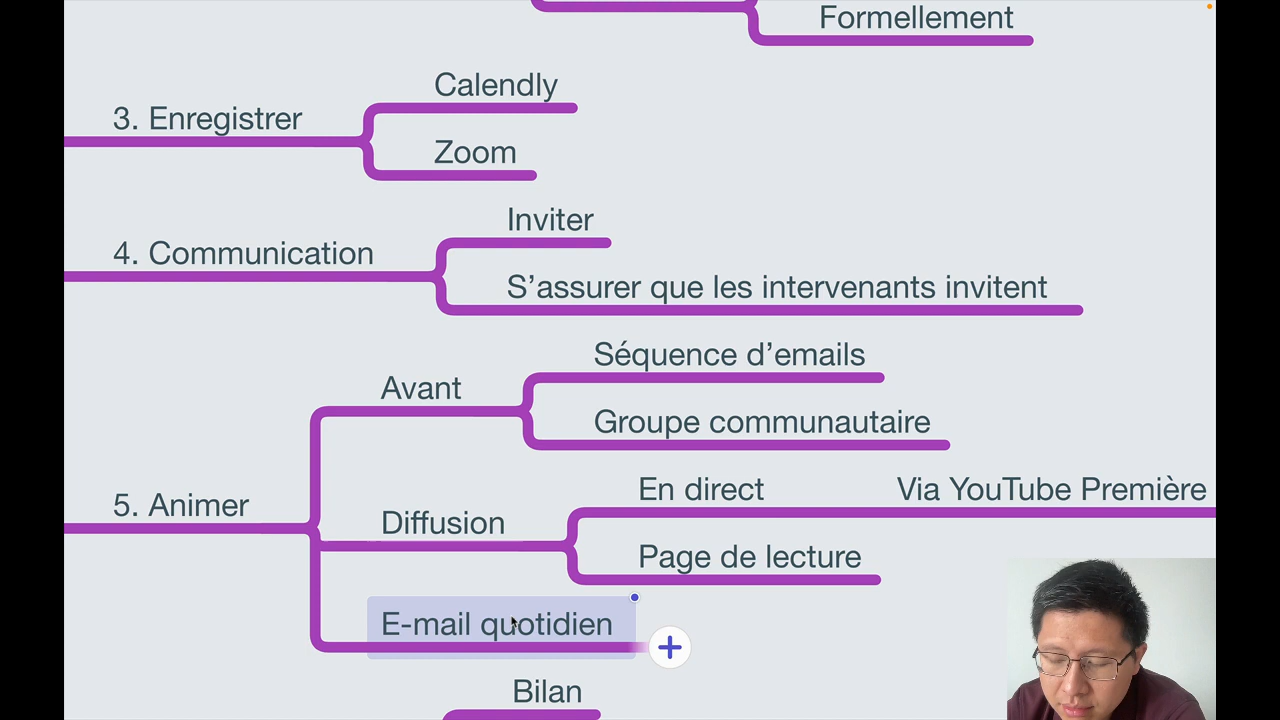 Formellement
3. Enregistrer
Calendly
Zoom
4. Communication
Inviter
S’assurer que les intervenants invitent
5. Animer
Avant
Séquence d’emails
Groupe communautaire
Diffusion
En direct
Via YouTube Première
Page de lecture
E-mail quotidien
Bilan